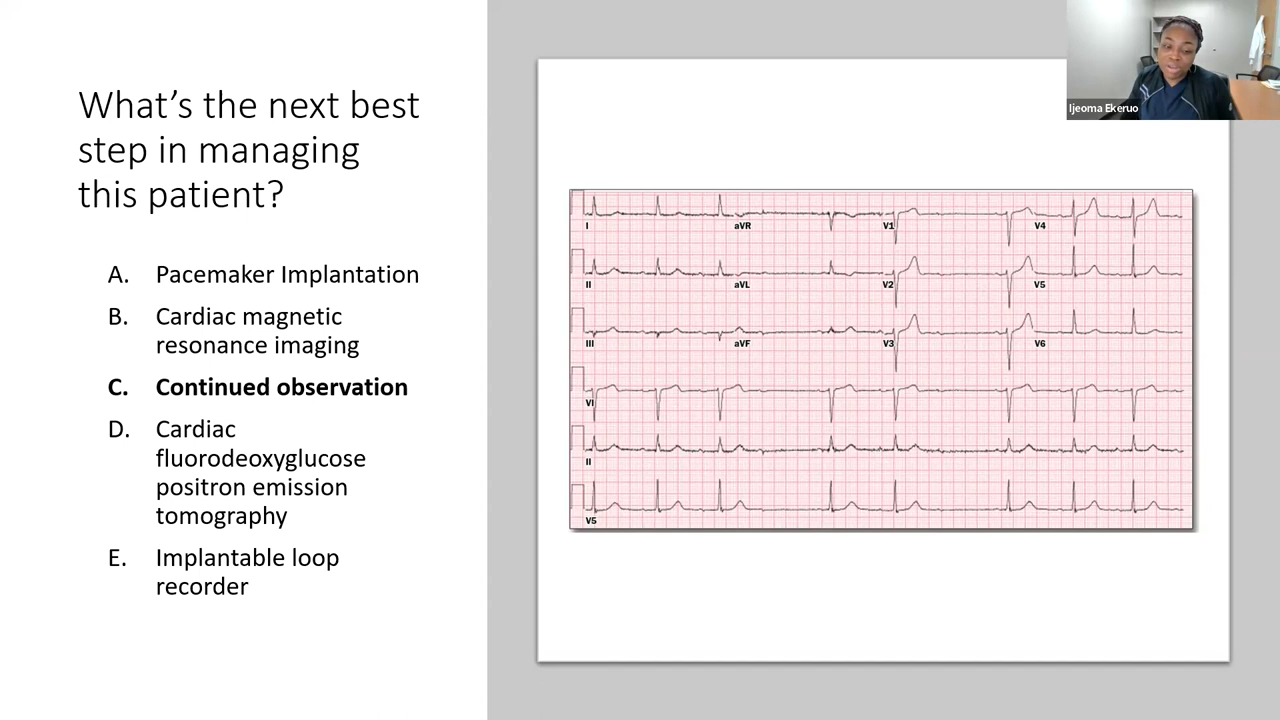 What's the next best
step in managing
this patient?
A. Pacemaker Implantation
B. Cardiac magnetic
resonance imaging
C. Continued observation
D. Cardiac
fluorodeoxyglucose
positron emission
tomography
E. Implantable loop
recorder
Ijeoma Ekeruo
I aVR V1 V4
II aVL V2 V5
III aVF V3 V6
V1
II
V5